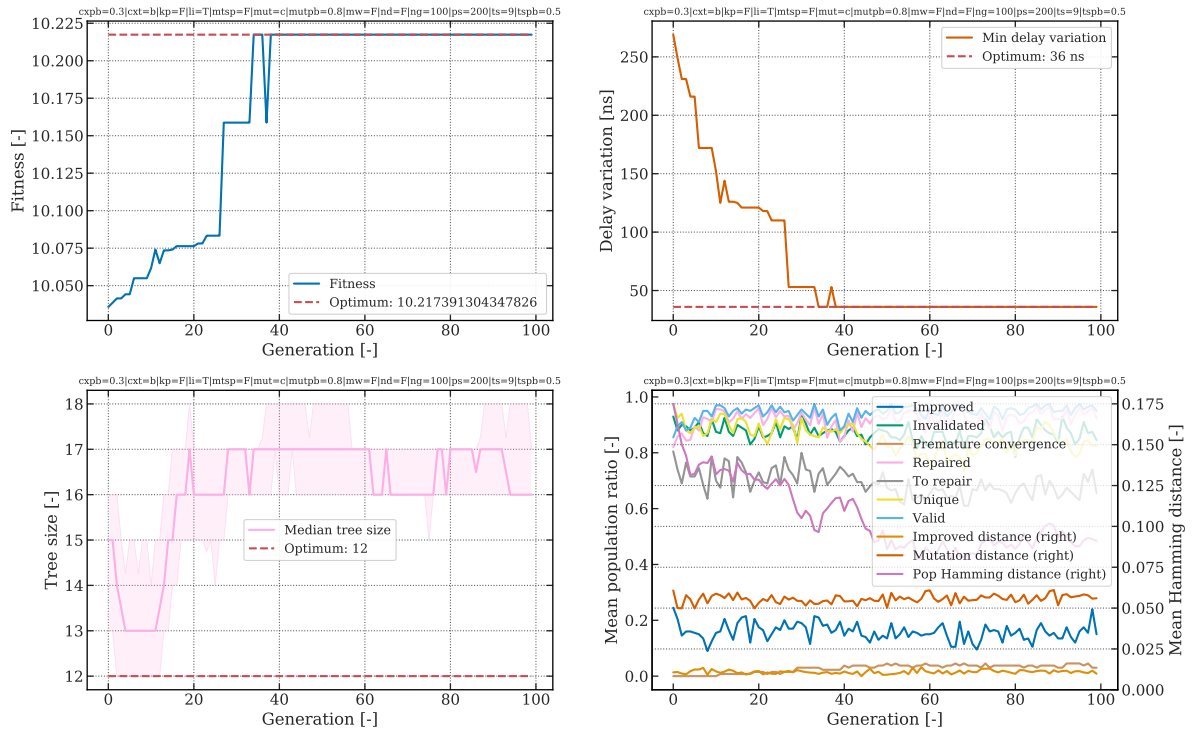 cxpb=0.3|cxt=b|kp=F|li=T|mtsp=F|mut=c|mutpb=0.8|mw=F|nd=F|ng=100|ps=200|ts=9|tspb=0.5
10.225
10.200
10.175
10.150
10.125
10.100
10.075
10.050
Fitness [-]
Fitness
Optimum: 10.217391304347826
0 20 40 60 80 100
Generation [-]
cxpb=0.3|cxt=b|kp=F|li=T|mtsp=F|mut=c|mutpb=0.8|mw=F|nd=F|ng=100|ps=200|ts=9|tspb=0.5
250
200
150
100
50
Delay variation [ns]
Min delay variation
Optimum: 36 ns
0 20 40 60 80 100
Generation [-]
cxpb=0.3|cxt=b|kp=F|li=T|mtsp=F|mut=c|mutpb=0.8|mw=F|nd=F|ng=100|ps=200|ts=9|tspb=0.5
18
17
16
15
14
13
12
Tree size [-]
Median tree size
Optimum: 12
0 20 40 60 80 100
Generation [-]
cxpb=0.3|cxt=b|kp=F|li=T|mtsp=F|mut=c|mutpb=0.8|mw=F|nd=F|ng=100|ps=200|ts=9|tspb=0.5
1.0
0.8
0.6
0.4
0.2
0.0
Mean population ratio [-]
Improved
Invalidated
Premature convergence
Repaired
To repair
Unique
Valid
Improved distance (right)
Mutation distance (right)
Pop Hamming distance (right)
0.175
0.150
0.125
0.100
0.075
0.050
0.025
0.000
Mean Hamming distance [-]
0 20 40 60 80 100
Generation [-]